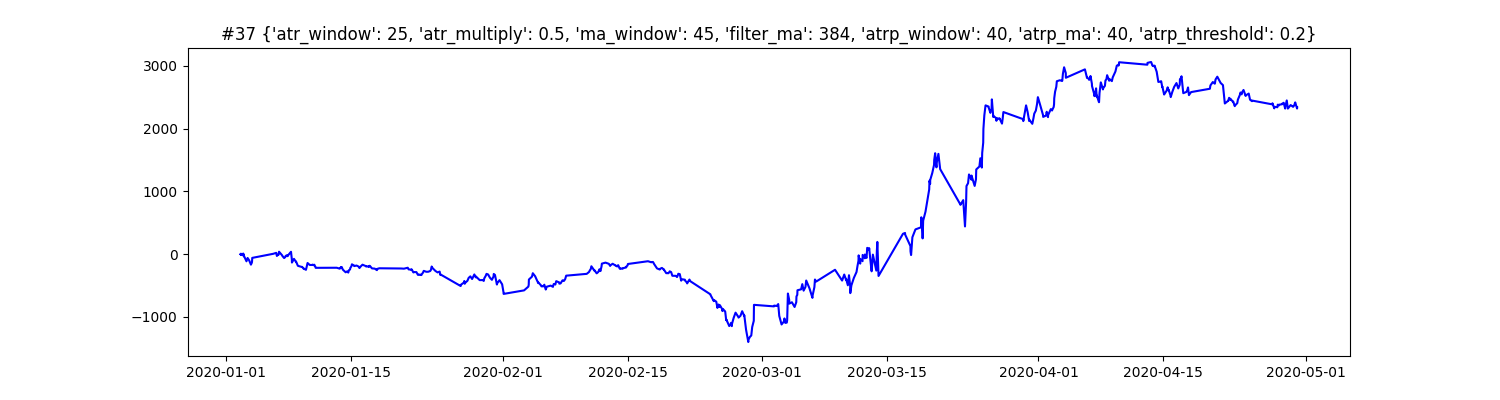 #37 {'atr_window': 25, 'atr_multiply': 0.5, 'ma_window': 45, 'filter_ma': 384, 'atrp_window': 40, 'atrp_ma': 40, 'atrp_threshold': 0.2}
3000
2000
1000
0
−1000
2020-01-01 2020-01-15 2020-02-01 2020-02-15 2020-03-01 2020-03-15 2020-04-01 2020-04-15 2020-05-01